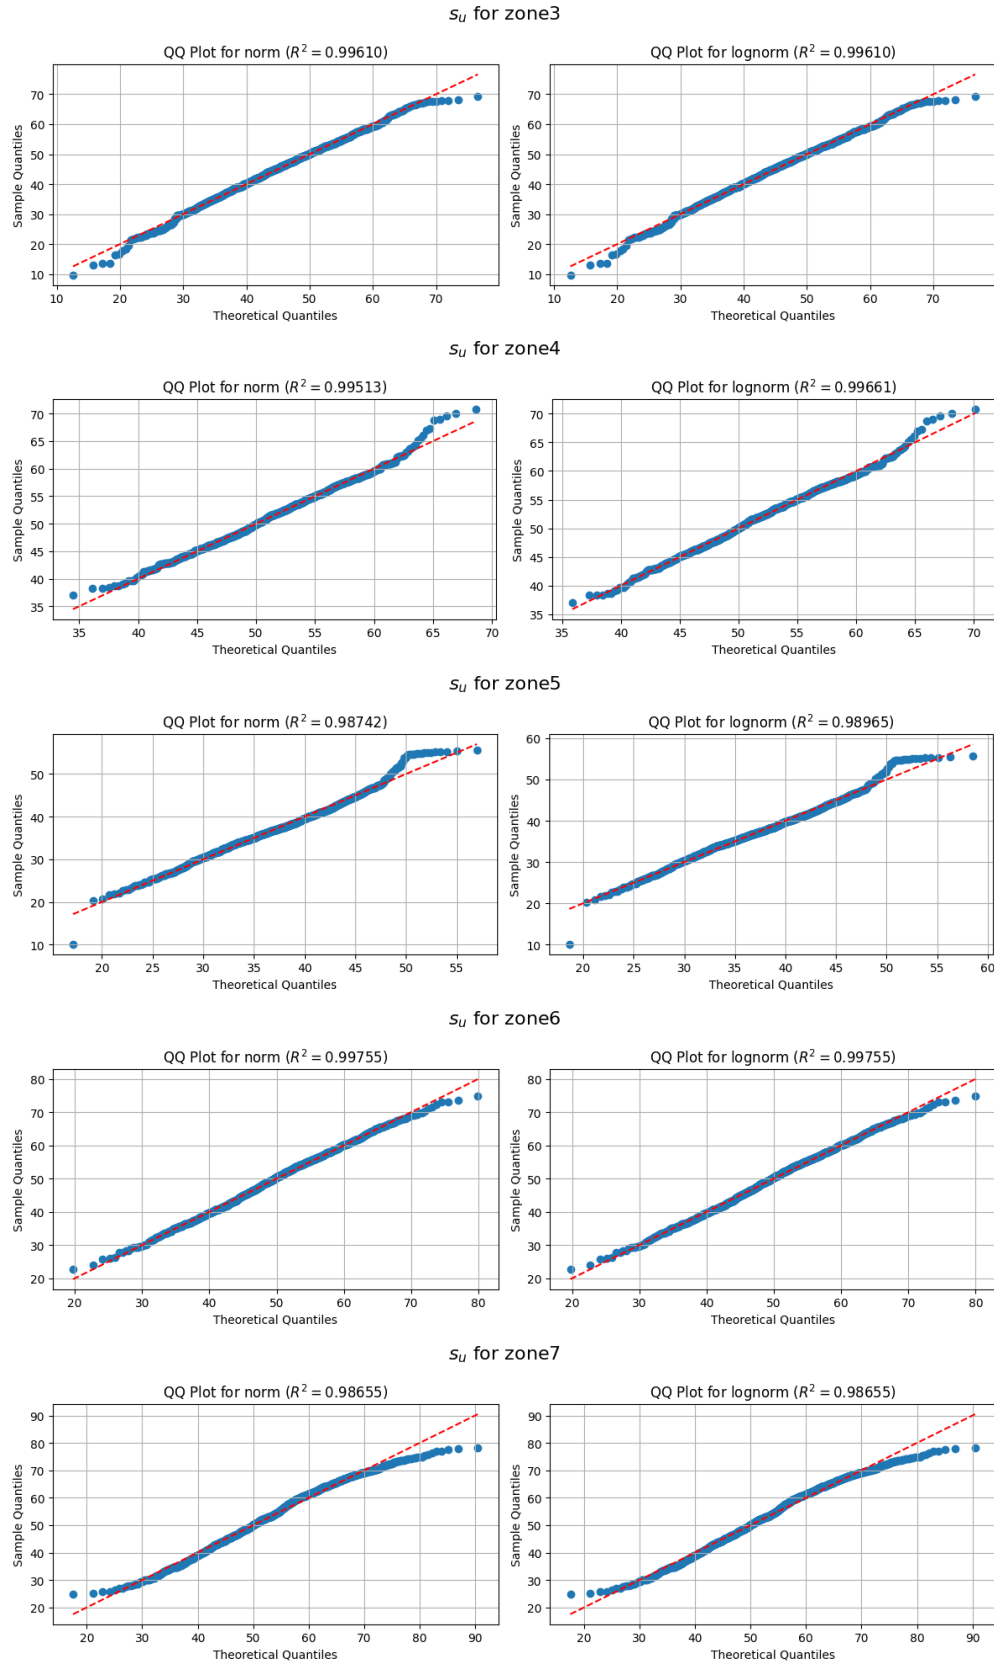 s_u for zone3
QQ Plot for norm (R² = 0.99610)
QQ Plot for lognorm (R² = 0.99610)
Sample Quantiles
70
60
50
40
30
20
10
10 20 30 40 50 60 70
Theoretical Quantiles
Sample Quantiles
70
60
50
40
30
20
10
10 20 30 40 50 60 70
Theoretical Quantiles
s_u for zone4
QQ Plot for norm (R² = 0.99513)
QQ Plot for lognorm (R² = 0.99661)
Sample Quantiles
70
65
60
55
50
45
40
35
35 40 45 50 55 60 65 70
Theoretical Quantiles
Sample Quantiles
70
65
60
55
50
45
40
35
35 40 45 50 55 60 65 70
Theoretical Quantiles
s_u for zone5
QQ Plot for norm (R² = 0.98742)
QQ Plot for lognorm (R² = 0.98965)
Sample Quantiles
50
40
30
20
10
20 25 30 35 40 45 50 55
Theoretical Quantiles
Sample Quantiles
60
50
40
30
20
10
20 25 30 35 40 45 50 55 60
Theoretical Quantiles
s_u for zone6
QQ Plot for norm (R² = 0.99755)
QQ Plot for lognorm (R² = 0.99755)
Sample Quantiles
80
70
60
50
40
30
20
20 30 40 50 60 70 80
Theoretical Quantiles
Sample Quantiles
80
70
60
50
40
30
20
20 30 40 50 60 70 80
Theoretical Quantiles
s_u for zone7
QQ Plot for norm (R² = 0.98655)
QQ Plot for lognorm (R² = 0.98655)
Sample Quantiles
90
80
70
60
50
40
30
20
20 30 40 50 60 70 80 90
Theoretical Quantiles
Sample Quantiles
90
80
70
60
50
40
30
20
20 30 40 50 60 70 80 90
Theoretical Quantiles